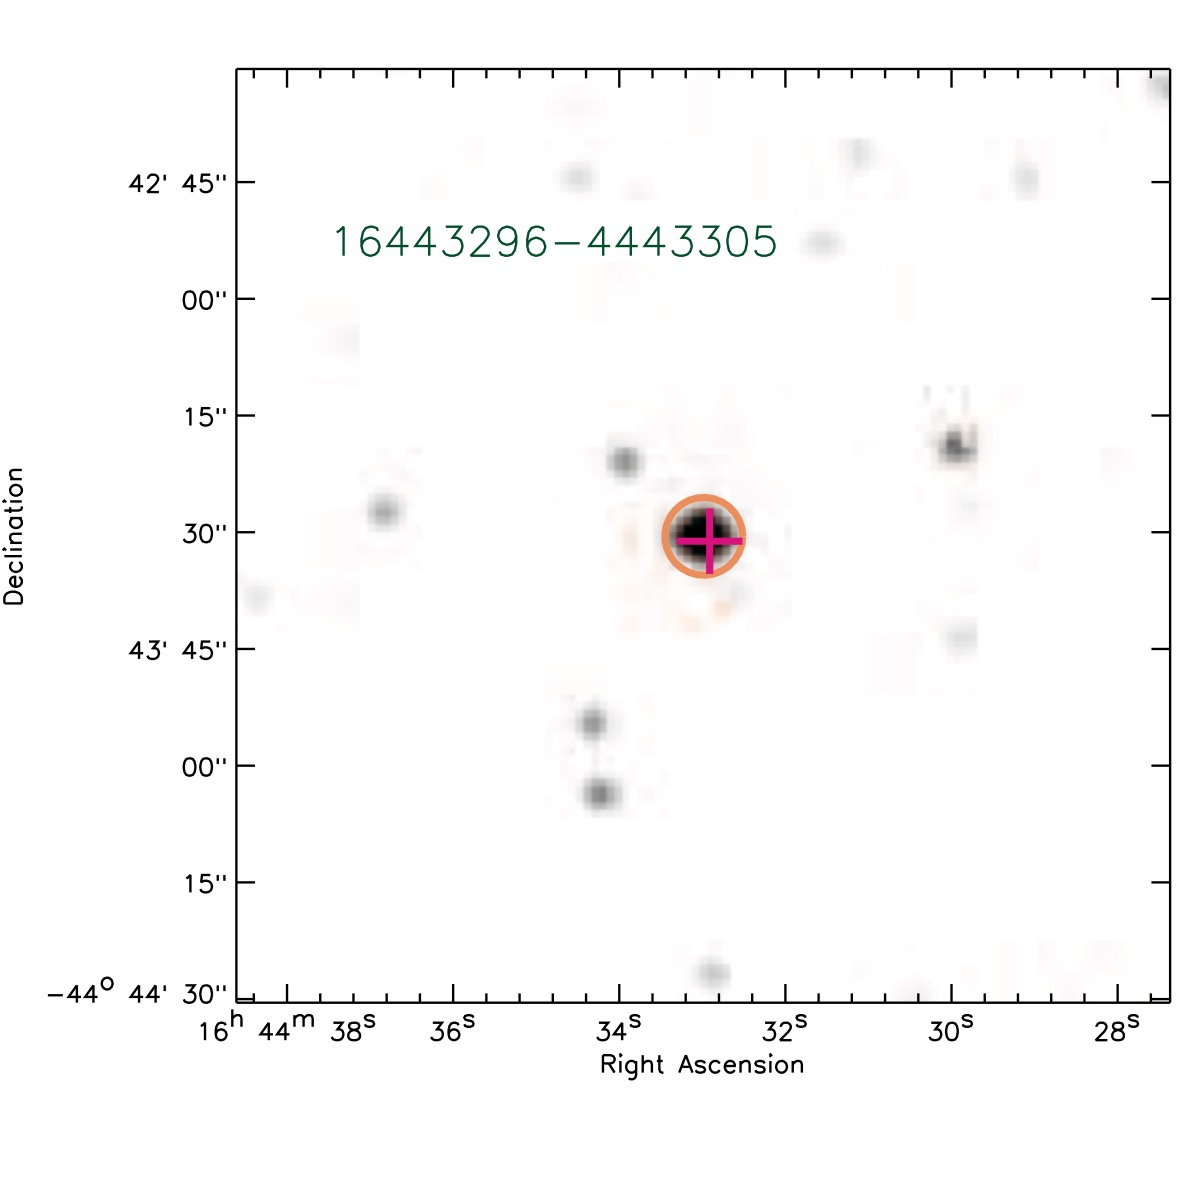 16443296−4443305
42' 45"
00"
15"
30"
43' 45"
00"
15"
−44° 44' 30"
16h 44m 38s 36s 34s 32s 30s 28s
Right Ascension
Declination